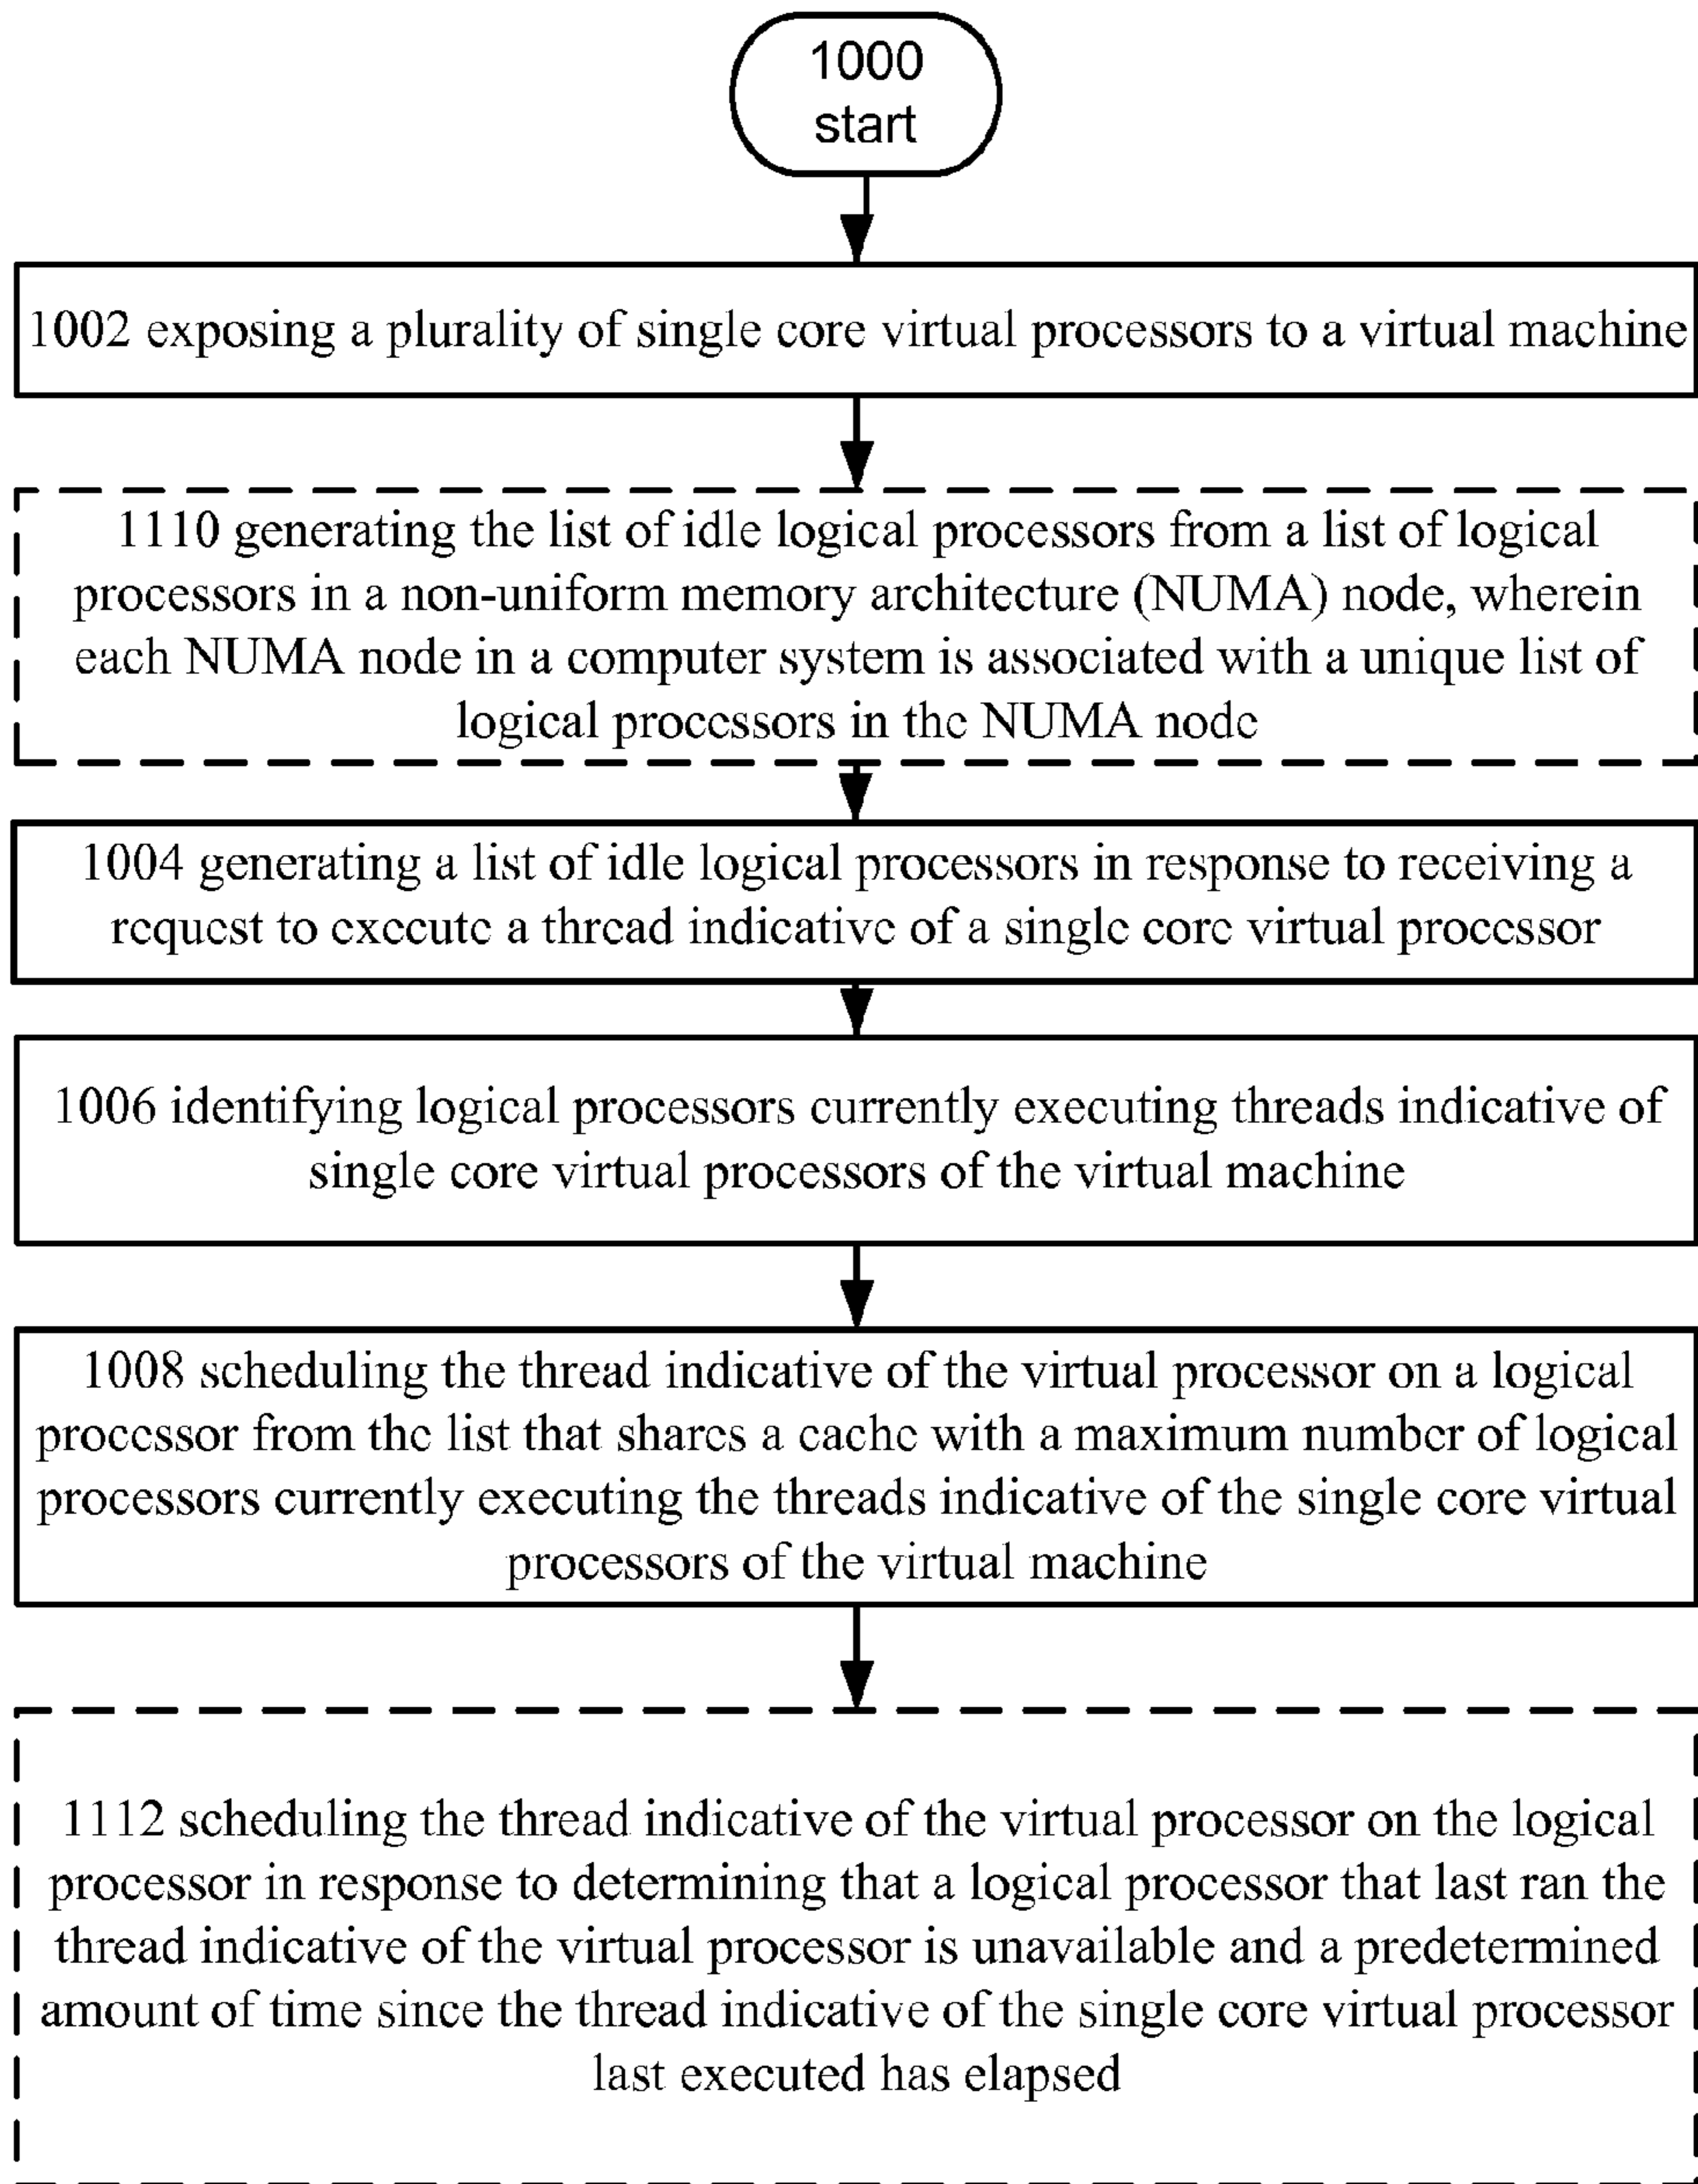 1000
start
1002 exposing a plurality of single core virtual processors to a virtual machine
1110 generating the list of idle logical processors from a list of logical
processors in a non-uniform memory architecture (NUMA) node, wherein
each NUMA node in a computer system is associated with a unique list of
logical processors in the NUMA node
1004 generating a list of idle logical processors in response to receiving a
request to execute a thread indicative of a single core virtual processor
1006 identifying logical processors currently executing threads indicative of
single core virtual processors of the virtual machine
1008 scheduling the thread indicative of the virtual processor on a logical
processor from the list that shares a cache with a maximum number of logical
processors currently executing the threads indicative of the single core virtual
processors of the virtual machine
1112 scheduling the thread indicative of the virtual processor on the logical
processor in response to determining that a logical processor that last ran the
thread indicative of the virtual processor is unavailable and a predetermined
amount of time since the thread indicative of the single core virtual processor
last executed has elapsed